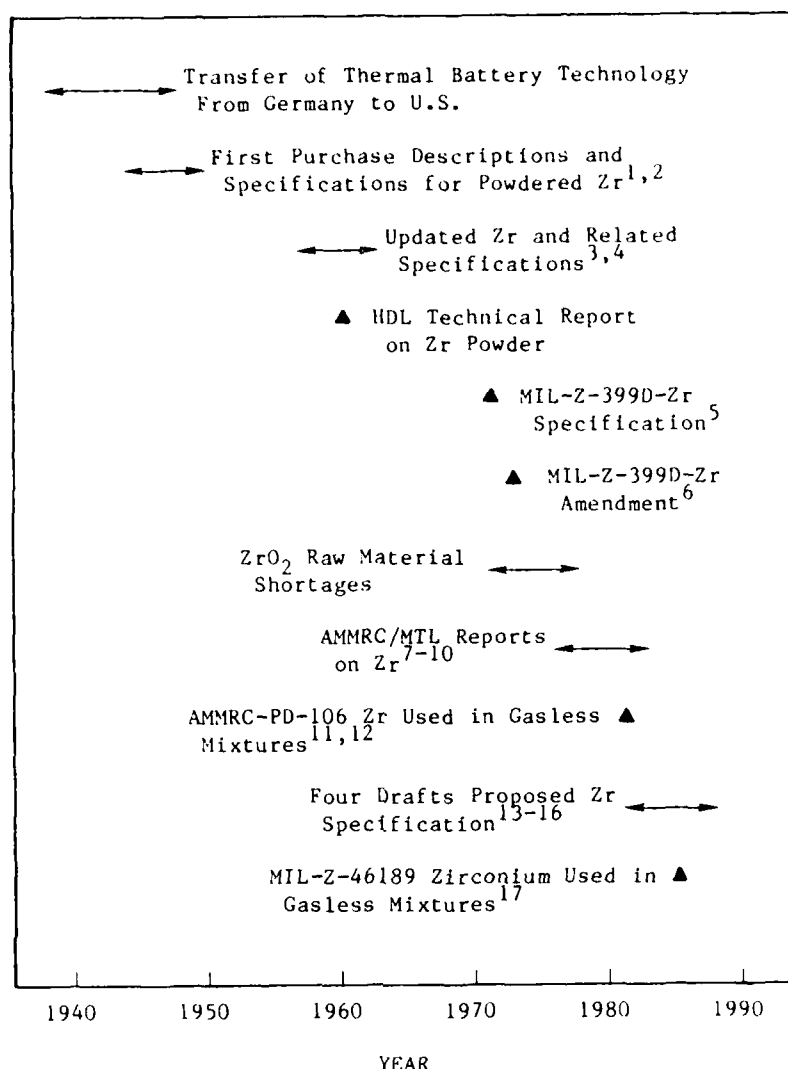 Transfer of Thermal Battery Technology
From Germany to U.S.
First Purchase Descriptions and
Specifications for Powdered Zr1,2
Updated Zr and Related
Specifications3,4
HDL Technical Report
on Zr Powder
MIL-Z-399D-Zr
Specification5
MIL-Z-399D-Zr
Amendment6
ZrO2 Raw Material
Shortages
AMMRC/MTL Reports
on Zr7-10
AMMRC-PD-106 Zr Used in Gasless
Mixtures11,12
Four Drafts Proposed Zr
Specification13-16
MIL-Z-46189 Zirconium Used in
Gasless Mixtures17
1940 1950 1960 1970 1980 1990
YEAR